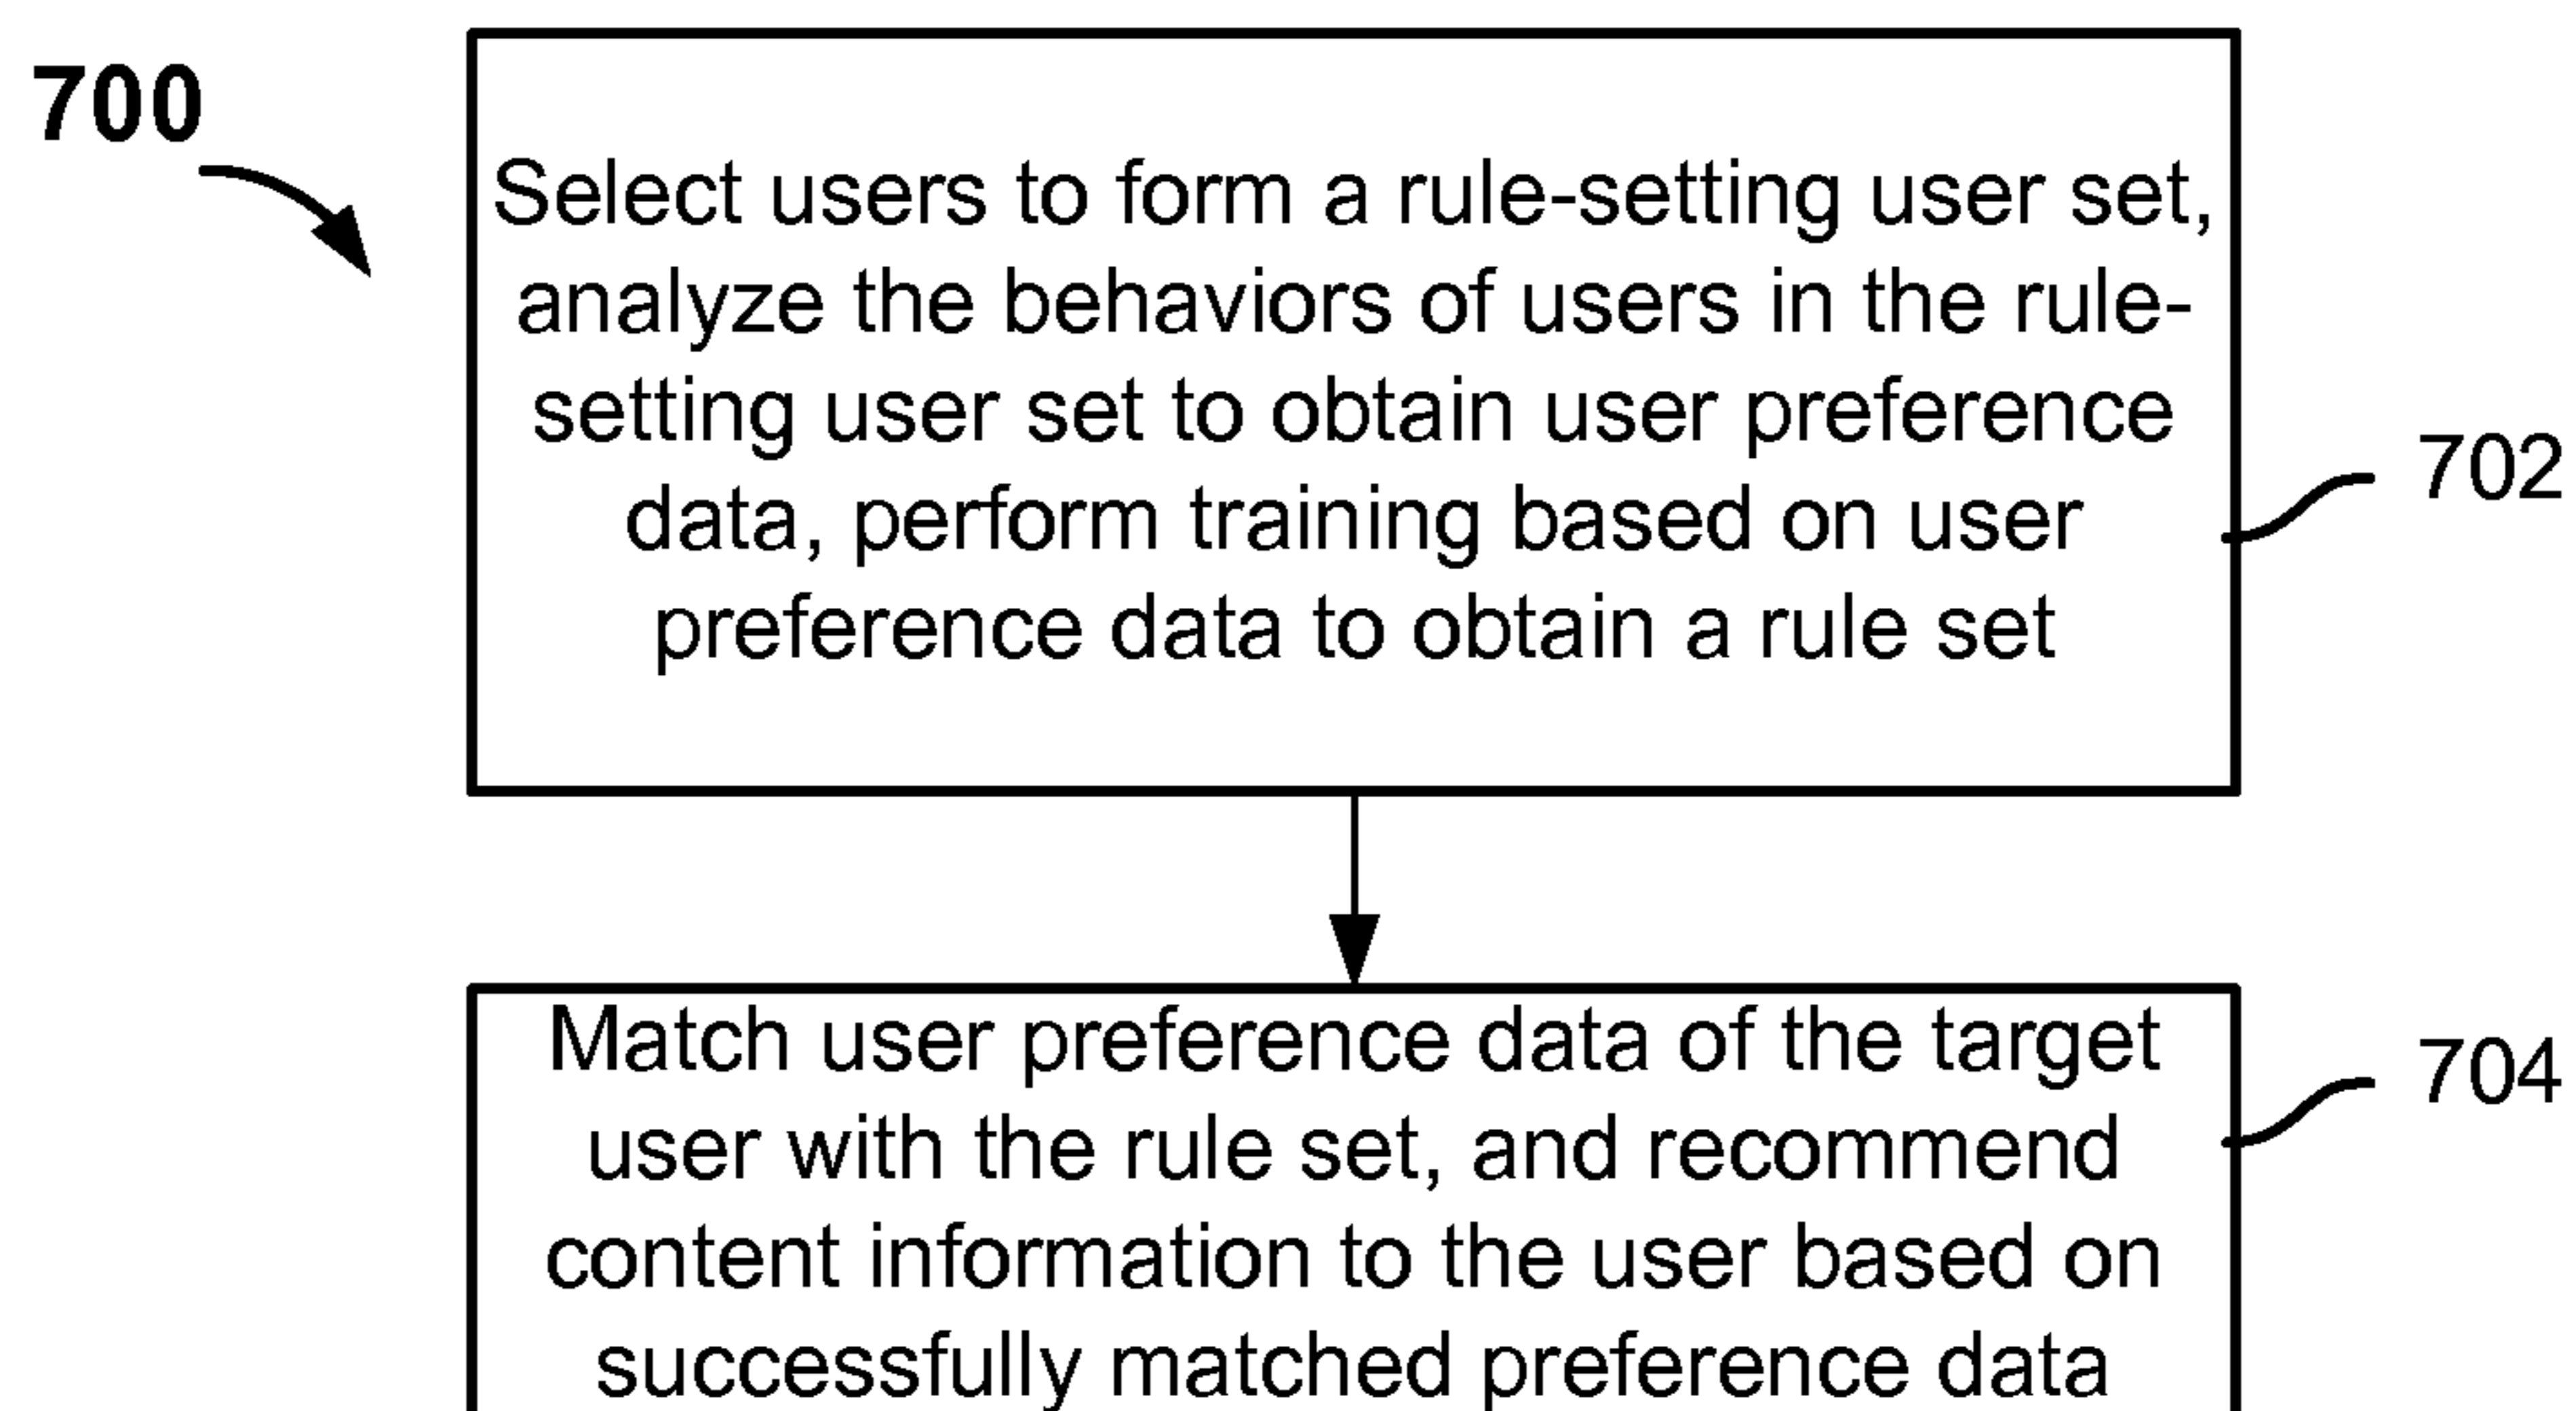 700
Select users to form a rule-setting user set,
analyze the behaviors of users in the rule-
setting user set to obtain user preference
data, perform training based on user
preference data to obtain a rule set
702
Match user preference data of the target
user with the rule set, and recommend
content information to the user based on
successfully matched preference data
704